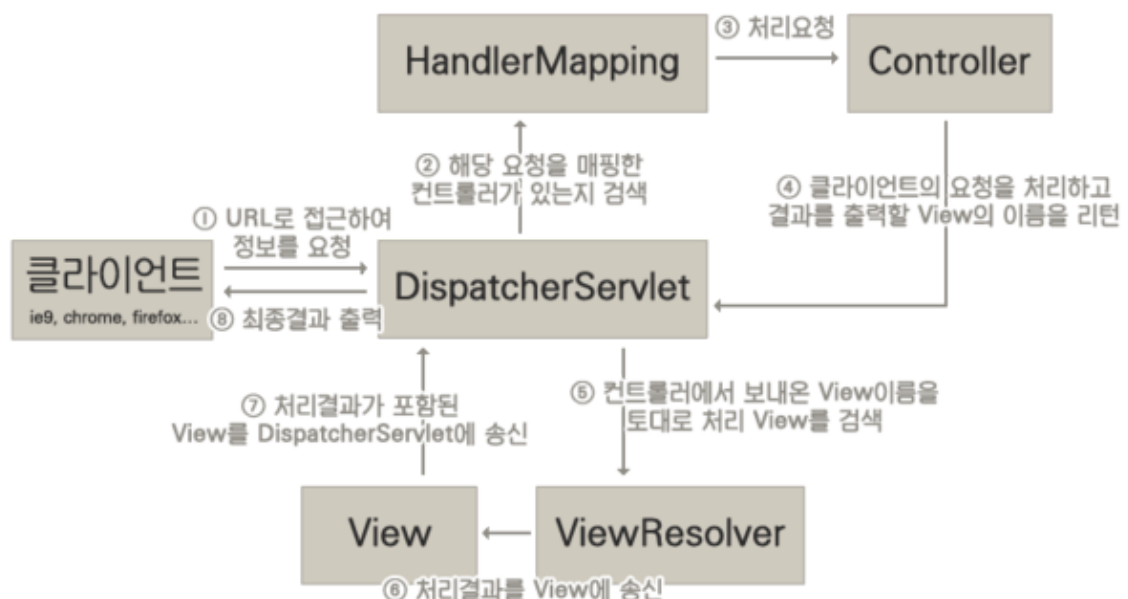 ③ 처리요청
HandlerMapping
Controller
② 해당 요청을 매핑한
컨트롤러가 있는지 검색
④ 클라이언트의 요청을 처리하고
결과를 출력할 View의 이름을 리턴
① URL로 접근하여
정보를 요청
클라이언트
ie9, chrome, firefox...
DispatcherServlet
⑧ 최종결과 출력
⑤ 컨트롤러에서 보내온 View이름을
토대로 처리 View를 검색
⑦ 처리결과가 포함된
View를 DispatcherServlet에 송신
View
ViewResolver
⑥ 처리결과를 View에 송신